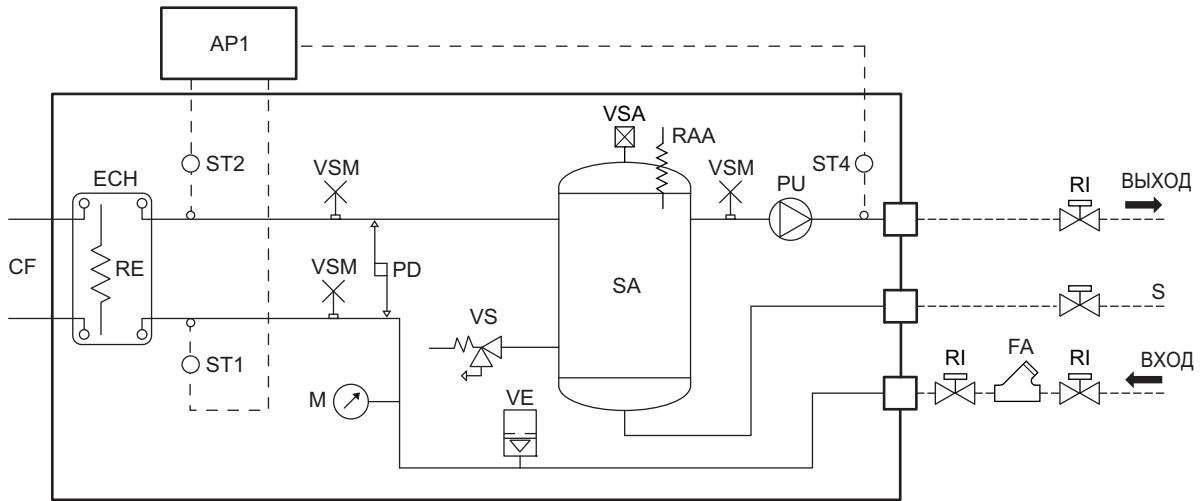 AP1
VSA
RAA
ST2
VSM
VSM
ST4
PU
RI
ВЫХОД
ECH
CF
RE
VSM
PD
SA
S
VS
ST1
RI
FA
RI
ВХОД
M
VE